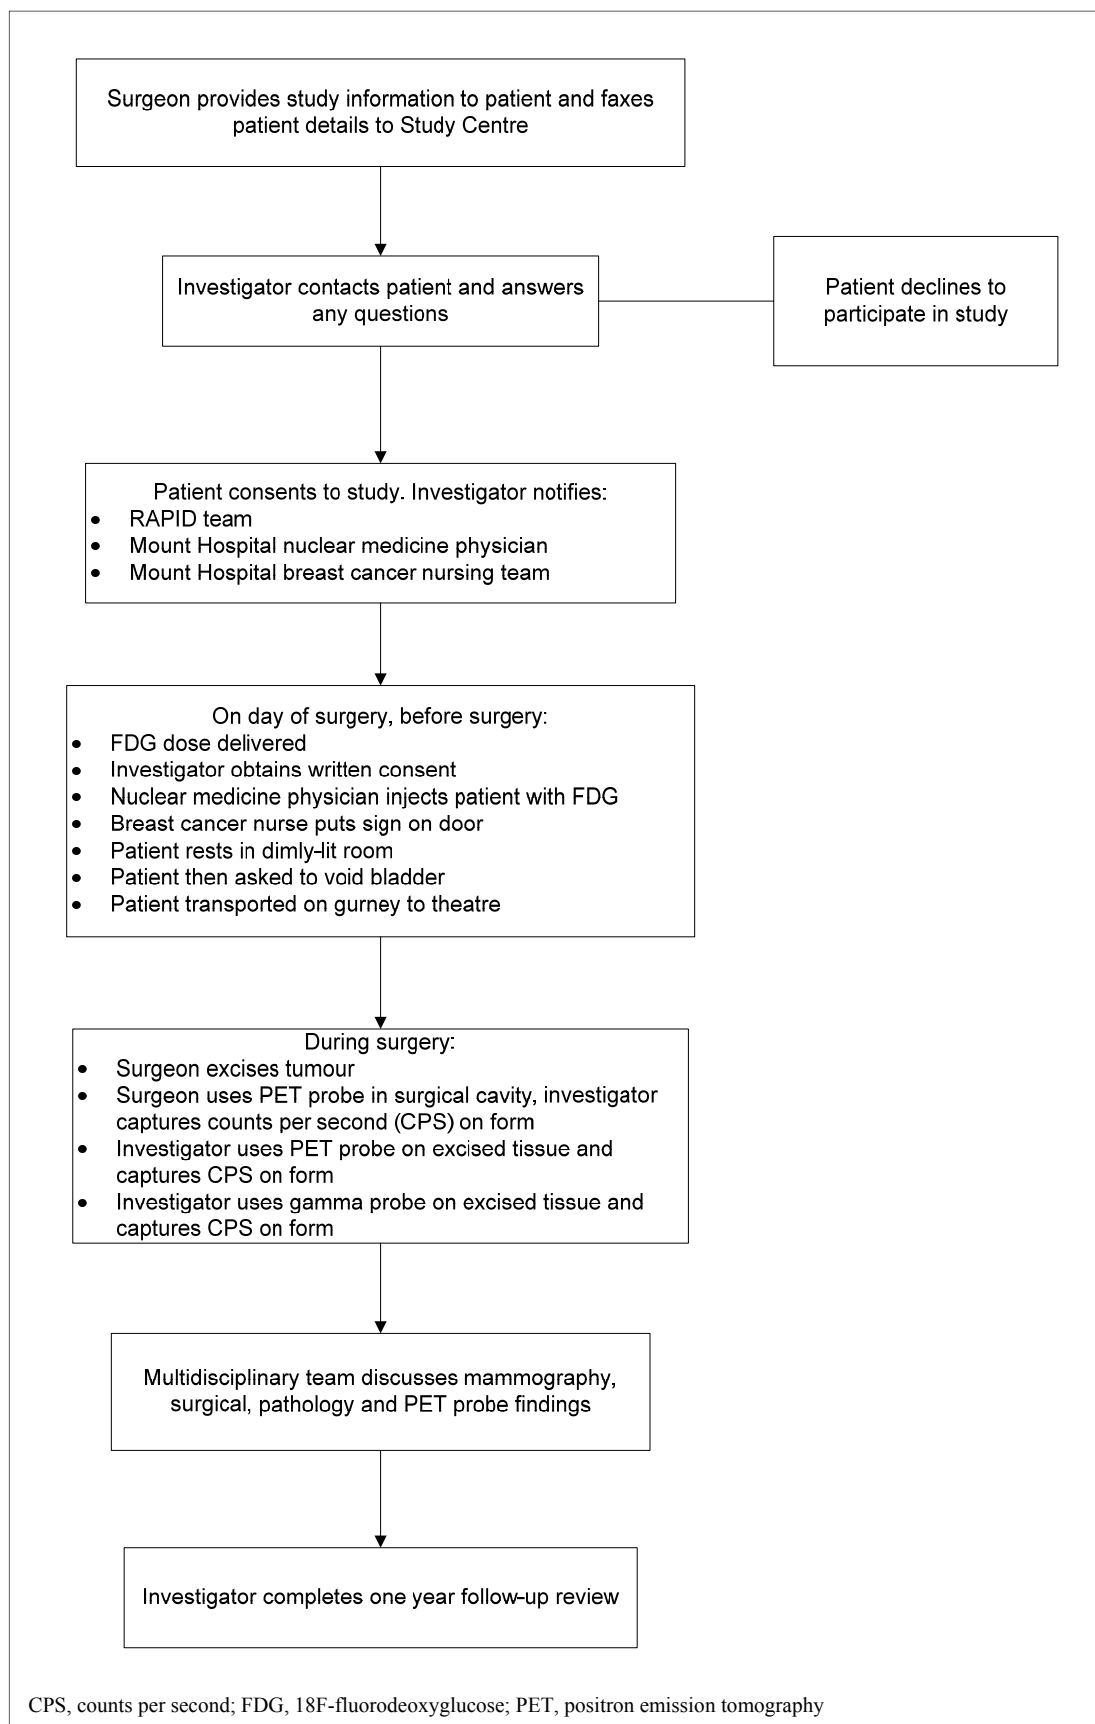 Surgeon provides study information to patient and faxes
patient details to Study Centre
Investigator contacts patient and answers
any questions
Patient declines to
participate in study
Patient consents to study. Investigator notifies:
• RAPID team
• Mount Hospital nuclear medicine physician
• Mount Hospital breast cancer nursing team
On day of surgery, before surgery:
• FDG dose delivered
• Investigator obtains written consent
• Nuclear medicine physician injects patient with FDG
• Breast cancer nurse puts sign on door
• Patient rests in dimly-lit room
• Patient then asked to void bladder
• Patient transported on gurney to theatre
During surgery:
• Surgeon excises tumour
• Surgeon uses PET probe in surgical cavity, investigator
captures counts per second (CPS) on form
• Investigator uses PET probe on excised tissue and
captures CPS on form
• Investigator uses gamma probe on excised tissue and
captures CPS on form
Multidisciplinary team discusses mammography,
surgical, pathology and PET probe findings
Investigator completes one year follow-up review
CPS, counts per second; FDG, 18F-fluorodeoxyglucose; PET, positron emission tomography